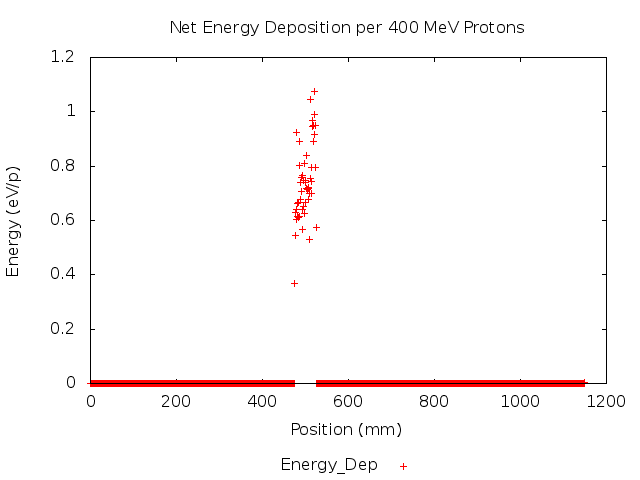 Net Energy Deposition per 400 MeV Protons
1.2
1
0.8
0.6
0.4
0.2
0
Energy (eV/p)
0 200 400 600 800 1000 1200
Position (mm)
Energy_Dep